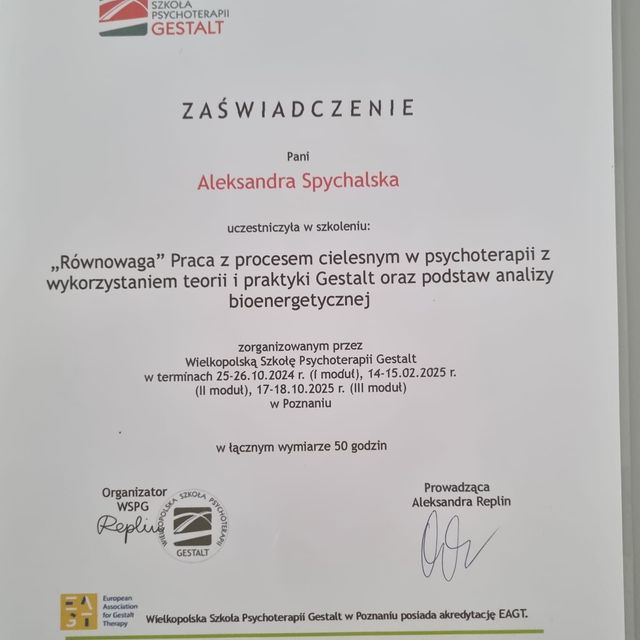 SZKOŁA
PSYCHOTERAPII
GESTALT
ZAŚWIADCZENIE
Pani
Aleksandra Spychalska
uczestniczyła w szkoleniu:
„Równowaga” Praca z procesem cielesnym w psychoterapii z
wykorzystaniem teorii i praktyki Gestalt oraz podstaw analizy
bioenergetycznej
zorganizowanym przez
Wielkopolską Szkołę Psychoterapii Gestalt
w terminach 25-26.10.2024 r. (I moduł), 14-15.02.2025 r.
(II moduł), 17-18.10.2025 r. (III moduł)
w Poznaniu
w łącznym wymiarze 50 godzin
Organizator
WSPG
Replin
WIELKOPOLSKA SZKOŁA PSYCHOTERAPII
GESTALT
Prowadząca
Aleksandra Replin
EAGT
European
Association
for Gestalt
Therapy
Wielkopolska Szkoła Psychoterapii Gestalt w Poznaniu posiada akredytację EAGT.